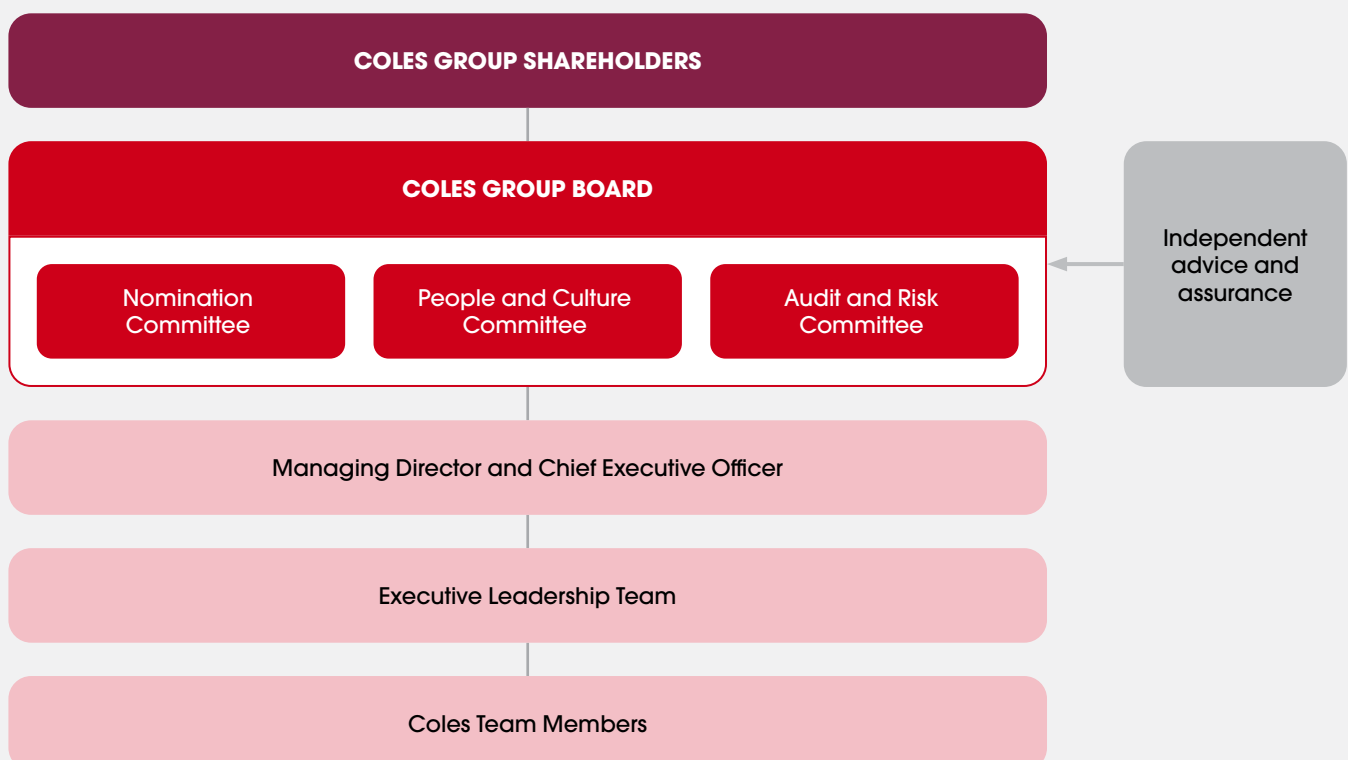 COLES GROUP SHAREHOLDERS
COLES GROUP BOARD
Nomination
Committee
People and Culture
Committee
Audit and Risk
Committee
Independent
advice and
assurance
Managing Director and Chief Executive Officer
Executive Leadership Team
Coles Team Members